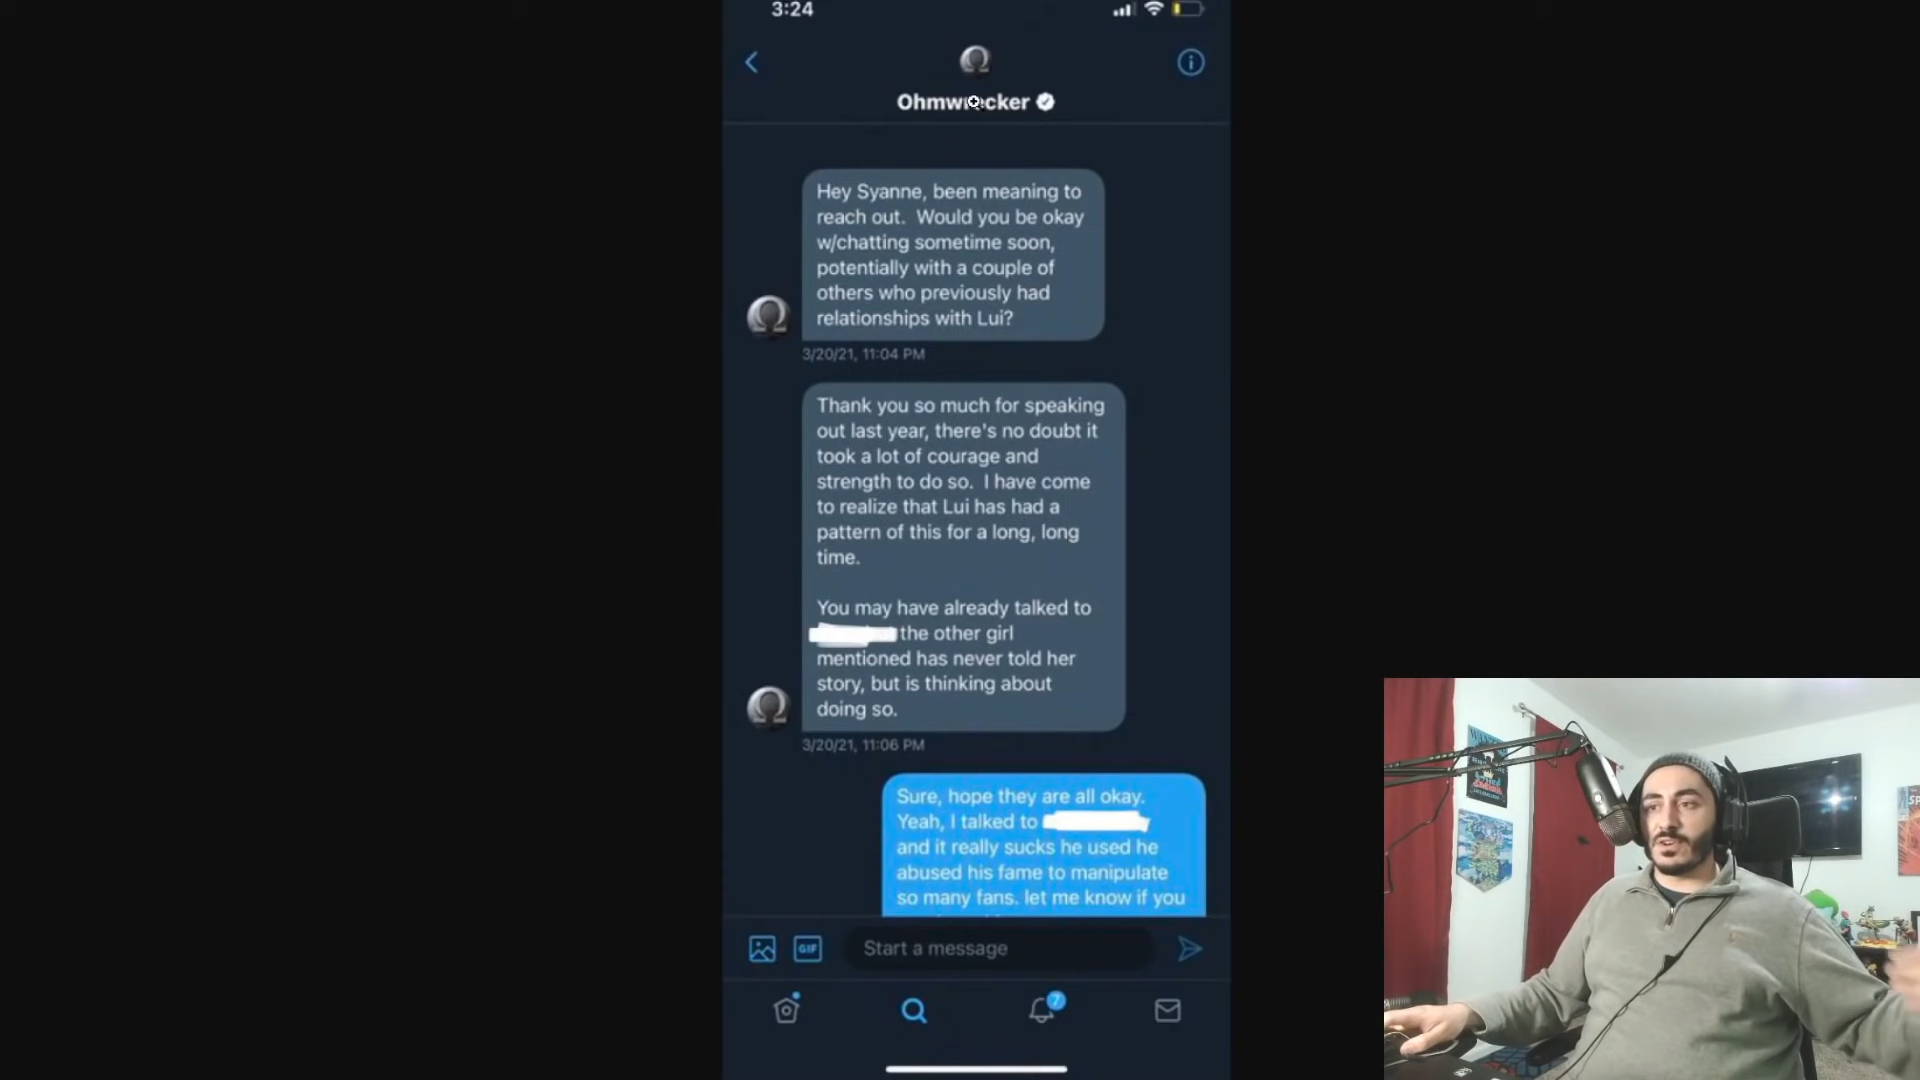 3:24
Ohmwrecker
Hey Syanne, been meaning to
reach out. Would you be okay
w/chatting sometime soon,
potentially with a couple of
others who previously had
relationships with Lui?
3/20/21, 11:04 PM
Thank you so much for speaking
out last year, there's no doubt it
took a lot of courage and
strength to do so. I have come
to realize that Lui has had a
pattern of this for a long, long
time.
You may have already talked to
the other girl
mentioned has never told her
story, but is thinking about
doing so.
3/20/21, 11:06 PM
Sure, hope they are all okay.
Yeah, I talked to
and it really sucks he used he
abused his fame to manipulate
so many fans. let me know if you
GIF
Start a message
7